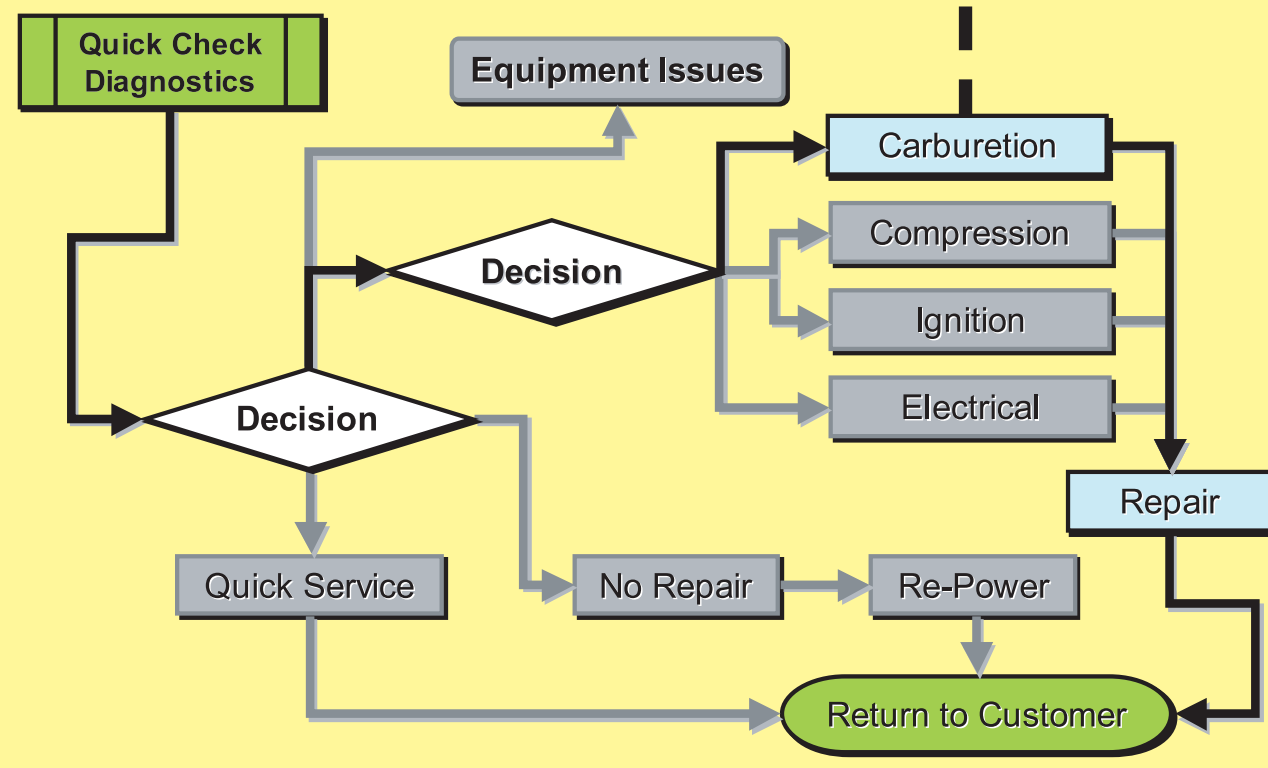 Quick Check
Diagnostics
Equipment Issues
Carburetion
Compression
Decision
Ignition
Electrical
Decision
Repair
Quick Service
No Repair
Re-Power
Return to Customer